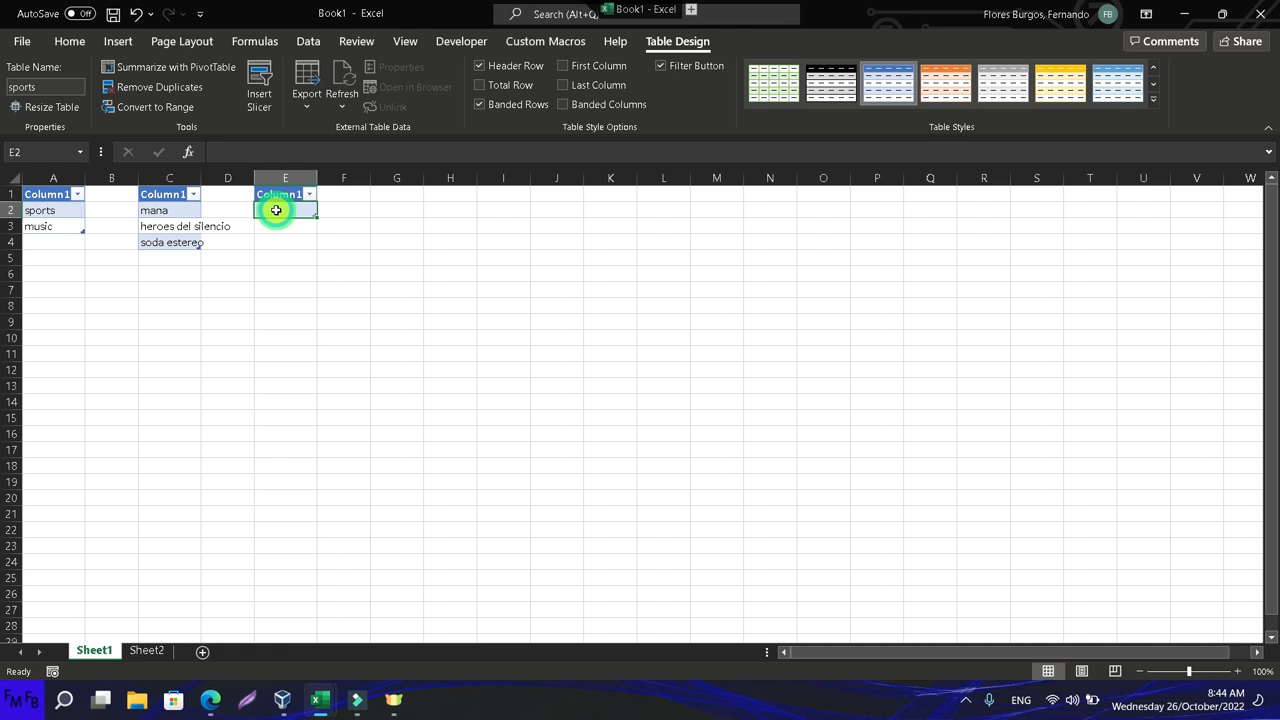 AutoSave Off Book1 - Excel Search (Alt+Q) Book1 - Excel Flores Burgos, Fernando FB
File Home Insert Page Layout Formulas Data Review View Developer Custom Macros Help Table Design Comments Share
Table Name:
sports
Resize Table
Properties
Summarize with PivotTable
Remove Duplicates
Convert to Range
Insert
Slicer
Tools
Export Refresh
Properties
Open in Browser
Unlink
External Table Data
Header Row First Column Filter Button
Total Row Last Column
Banded Rows Banded Columns
Table Style Options
Table Styles
E2
fx
A B C D E F G H I J K L M N O P Q R S T U V W
1 Column1 Column1 Column1
2 sports mana
3 music heroes del silencio
4 soda estereo
5
6
7
8
9
10
11
12
13
14
15
16
17
18
19
20
21
22
23
24
25
26
27
28
29
Sheet1 Sheet2
Ready 100%
FM FB ENG 8:44 AM
Wednesday 26/October/2022